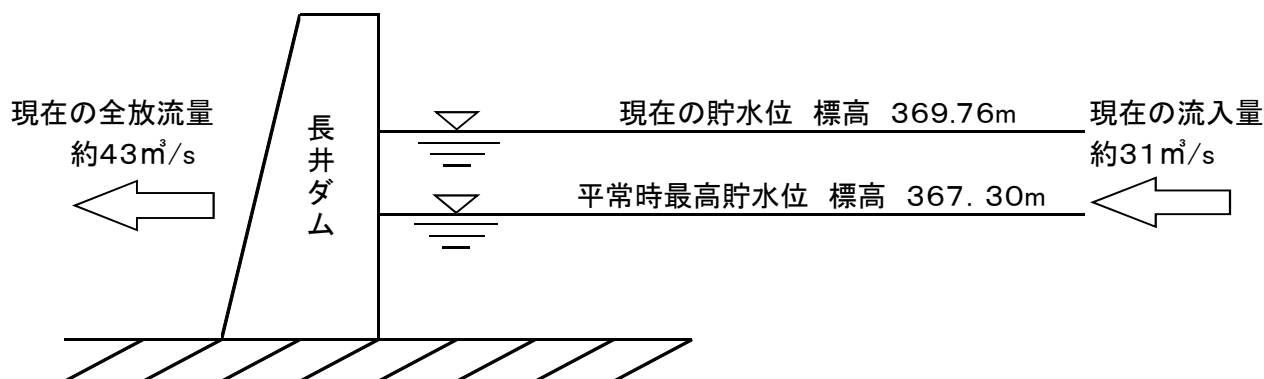 現在の全放流量
約43㎥/s
長井ダム
現在の貯水位 標高 369.76m
平常時最高貯水位 標高 367.30m
現在の流入量
約31㎥/s